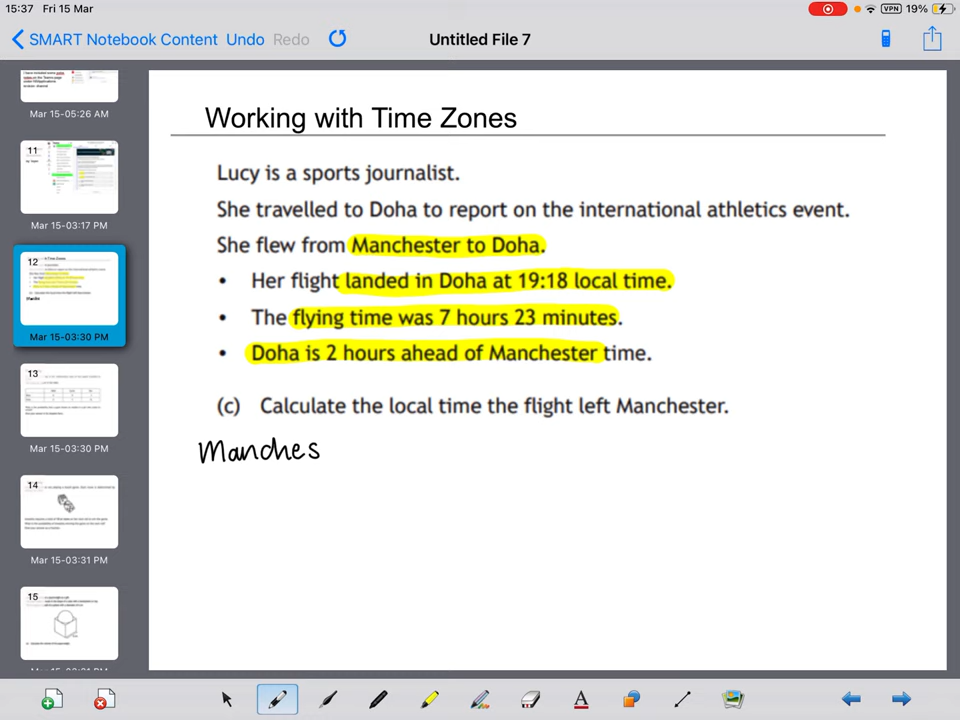 15:37 Fri 15 Mar
VPN 19%
SMART Notebook Content Undo Redo
Untitled File 7
Mar 15-05:26 AM
11
Mar 15-03:17 PM
12
Mar 15-03:30 PM
13
Mar 15-03:30 PM
14
Mar 15-03:31 PM
15
Working with Time Zones
Lucy is a sports journalist.
She travelled to Doha to report on the international athletics event.
She flew from Manchester to Doha.
• Her flight landed in Doha at 19:18 local time.
• The flying time was 7 hours 23 minutes.
• Doha is 2 hours ahead of Manchester time.
(c) Calculate the local time the flight left Manchester.
Manches
A